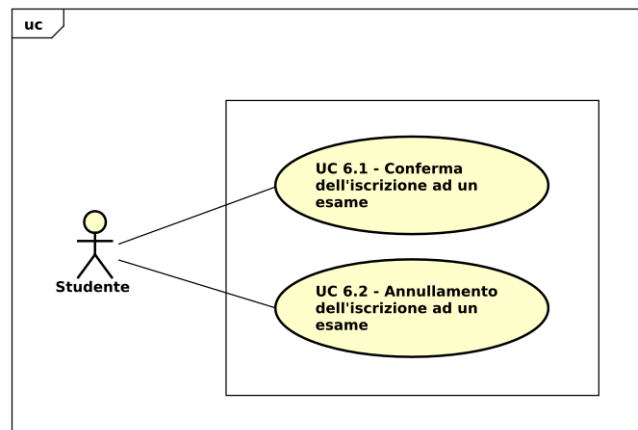 uc
UC 6.1 - Conferma
dell'iscrizione ad un
esame
Studente
UC 6.2 - Annullamento
dell'iscrizione ad un
esame